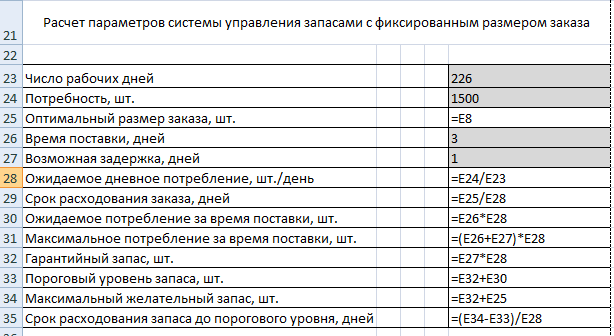 21 Расчет параметров системы управления запасами с фиксированным размером заказа
22
23 Число рабочих дней 226
24 Потребность, шт. 1500
25 Оптимальный размер заказа, шт. =E8
26 Время поставки, дней 3
27 Возможная задержка, дней 1
28 Ожидаемое дневное потребление, шт./день =E24/E23
29 Срок расходования заказа, дней =E25/E28
30 Ожидаемое потребление за время поставки, шт. =E26*E28
31 Максимальное потребление за время поставки, шт. =(E26+E27)*E28
32 Гарантийный запас, шт. =E27*E28
33 Пороговый уровень запаса, шт. =E32+E30
34 Максимальный желательный запас, шт. =E32+E25
35 Срок расходования запаса до порогового уровня, дней =(E34-E33)/E28